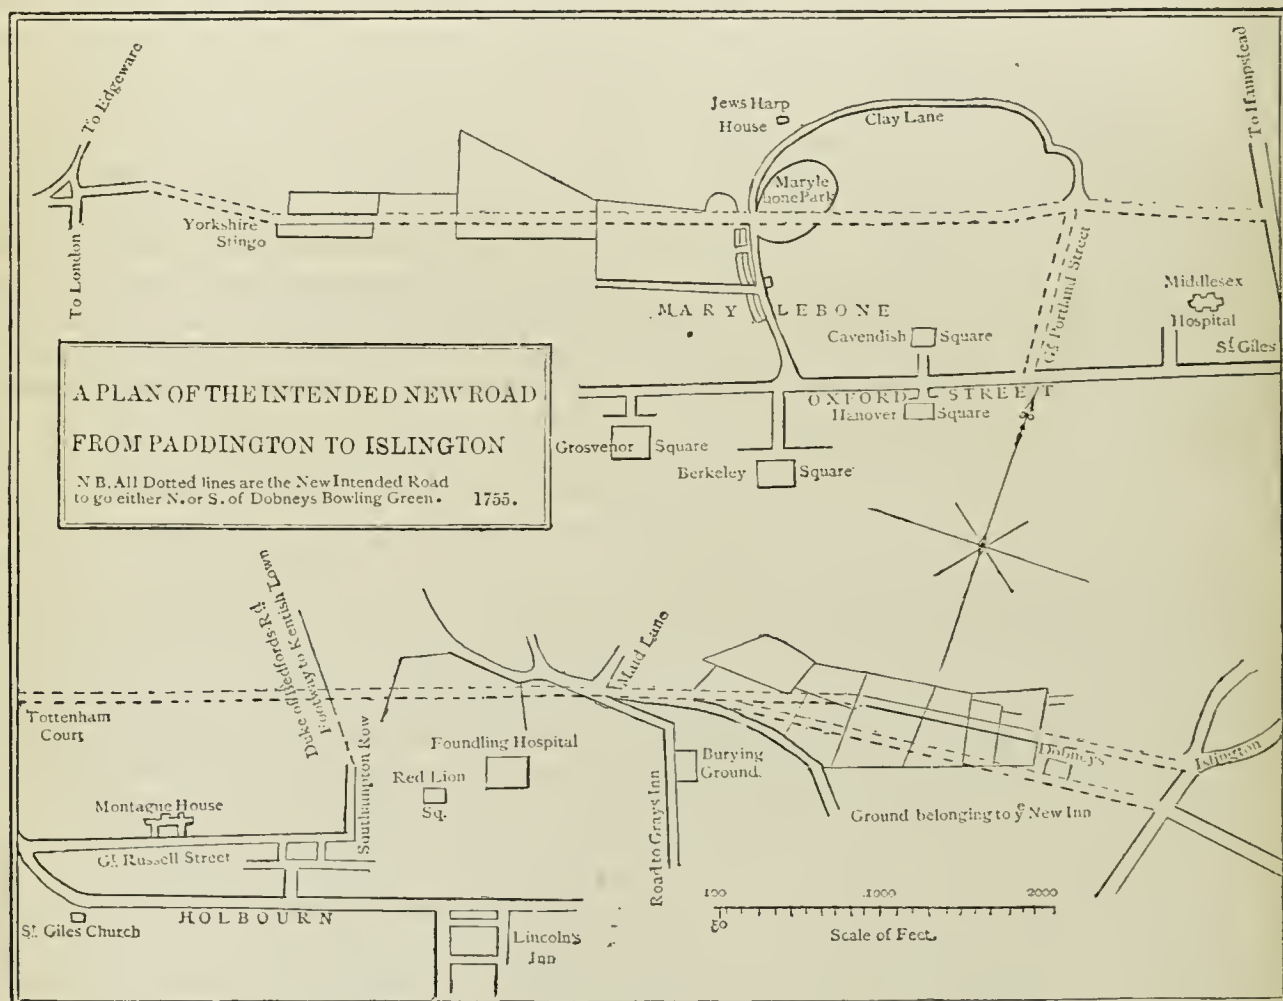 To Edgeware
To London
Yorkshire
Stingo
Jews Harp
House
Clay Lane
Maryle
bone Park
To Hampstead
Gt. Portland Street
Middlesex
Hospital
St. Giles
MARY LEBONE
Cavendish Square
OXFORD STREET
Hanover Square
Grosvenor Square
Berkeley Square
A PLAN OF THE INTENDED NEW ROAD
FROM PADDINGTON TO ISLINGTON
N B. All Dotted lines are the New Intended Road
to go either N. or S. of Dobneys Bowling Green. 1755.
Duke of Bedfords Rd.
Footway to Kentish Town
Maid Lane
Tottenham
Court
Southampton Row
Foundling Hospital
Red Lion
Sq.
Burying
Ground.
Dobney's
Islington
Montague House
Gt. Russell Street
Road to Grays Inn
Ground belonging to ye New Inn
HOLBOURN
St. Giles Church
Lincoln's
Inn
100 1000 2000
50
Scale of Feet.